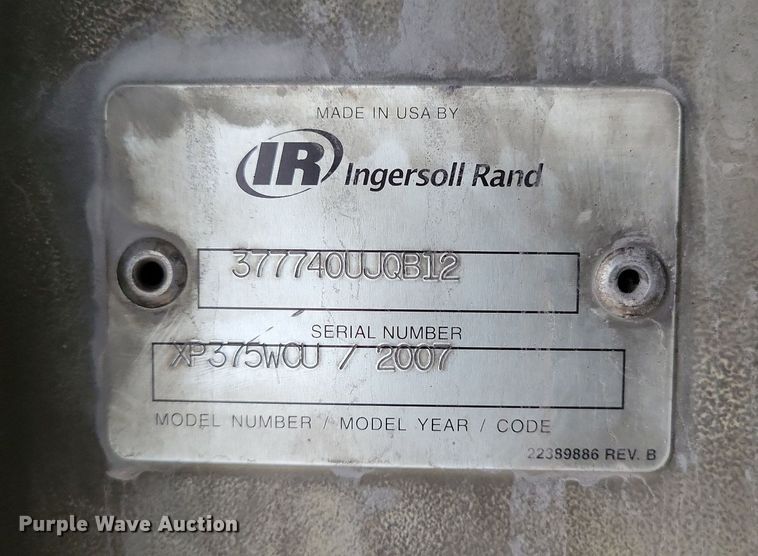 MADE IN USA BY
IR Ingersoll Rand
377740UJQB12
SERIAL NUMBER
XP375WCU / 2007
MODEL NUMBER / MODEL YEAR / CODE
22389886 REV. B
Purple Wave Auction